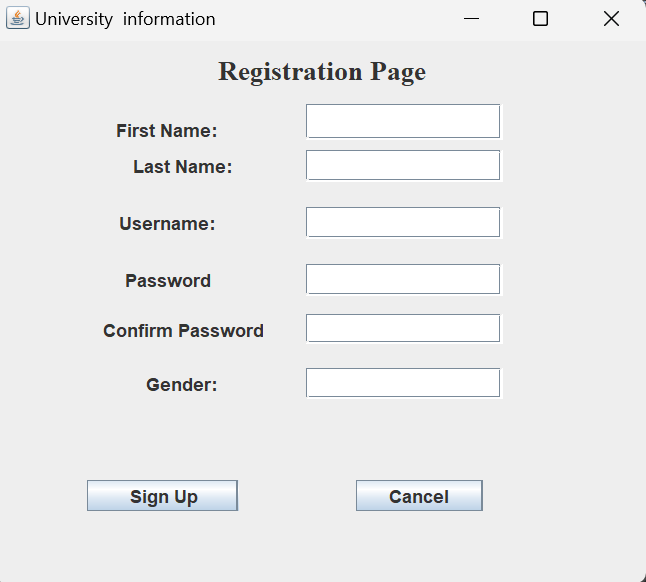 University  information
Registration Page
First Name:
Last Name:
Username:
Password
Confirm Password
Gender:
Sign Up
Cancel